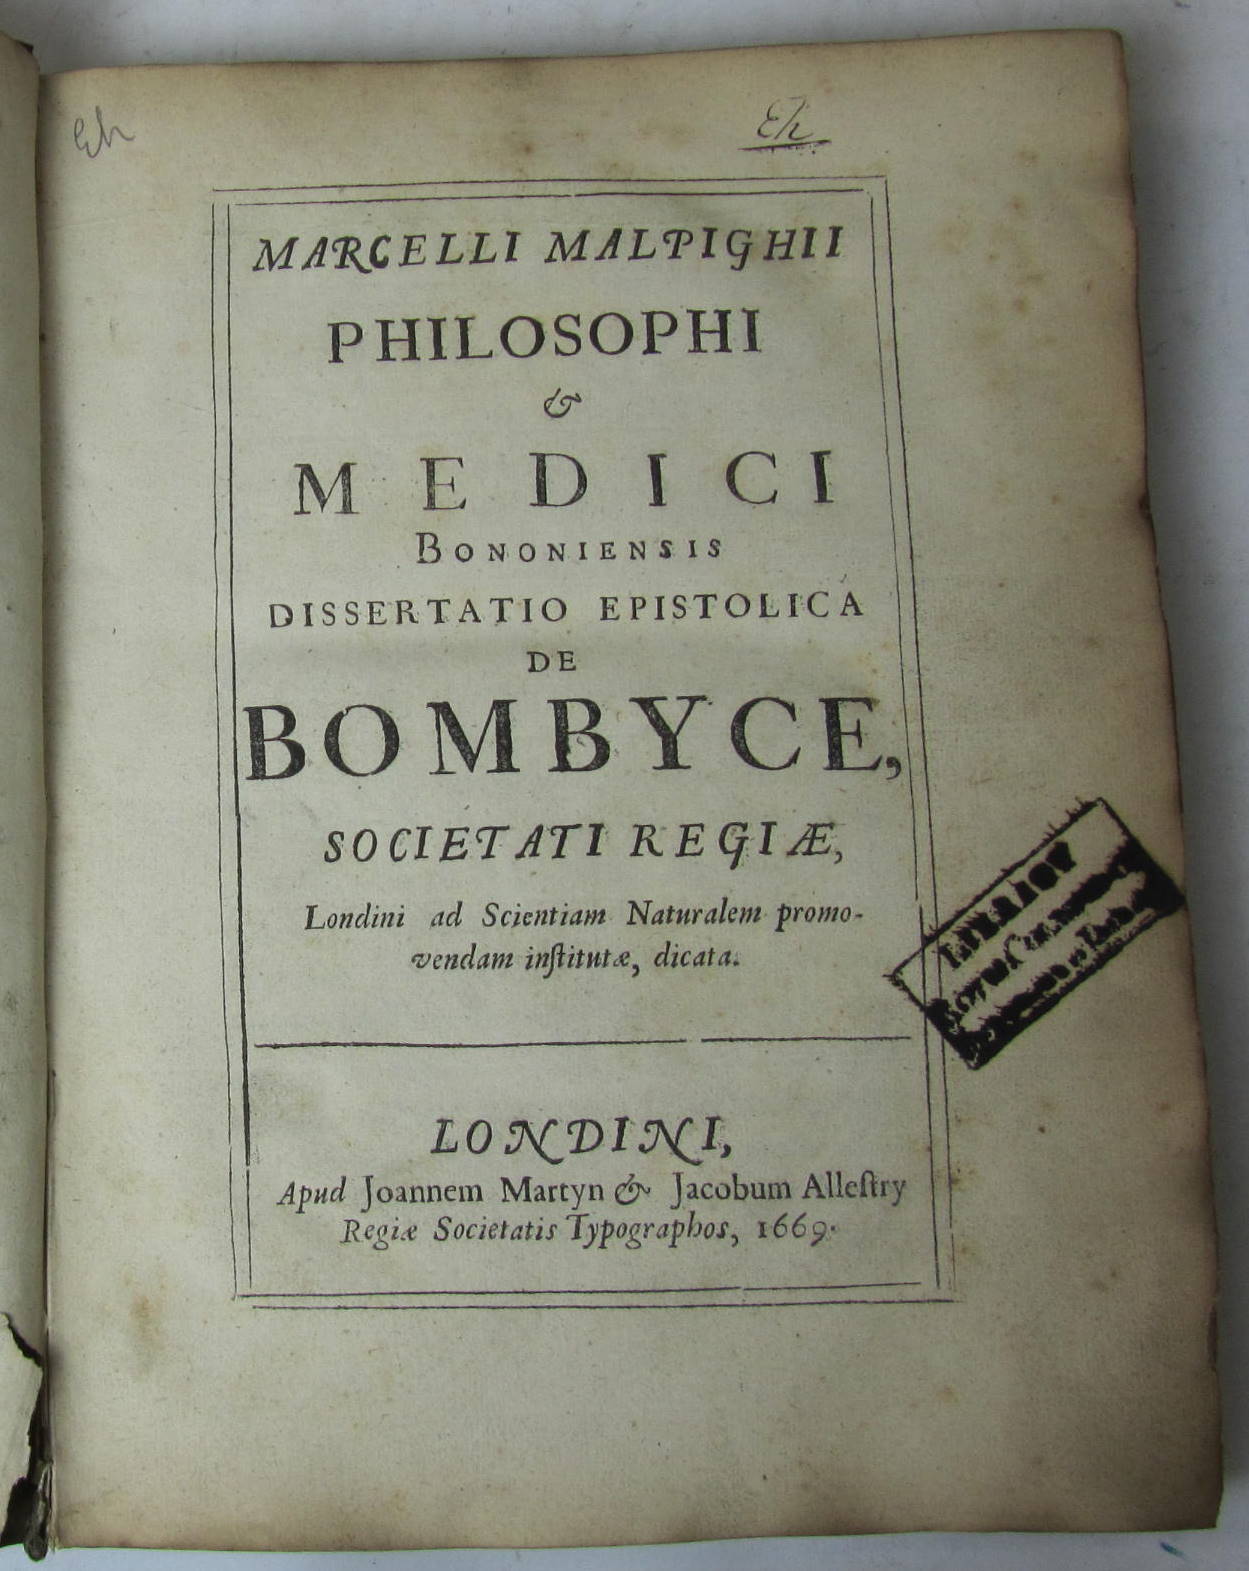 Eh
Eh
MARCELLI MALPIGHII
PHILOSOPHI
&
MEDICI
BONONIENSIS
DISSERTATIO EPISTOLICA
DE
BOMBYCE,
SOCIETATI REGIÆ,
Londini ad Scientiam Naturalem promo-
vendam inſtitutæ, dicata.
LONDINI,
Apud Joannem Martyn & Jacobum Alleſtry
Regiæ Societatis Typographos, 1669.